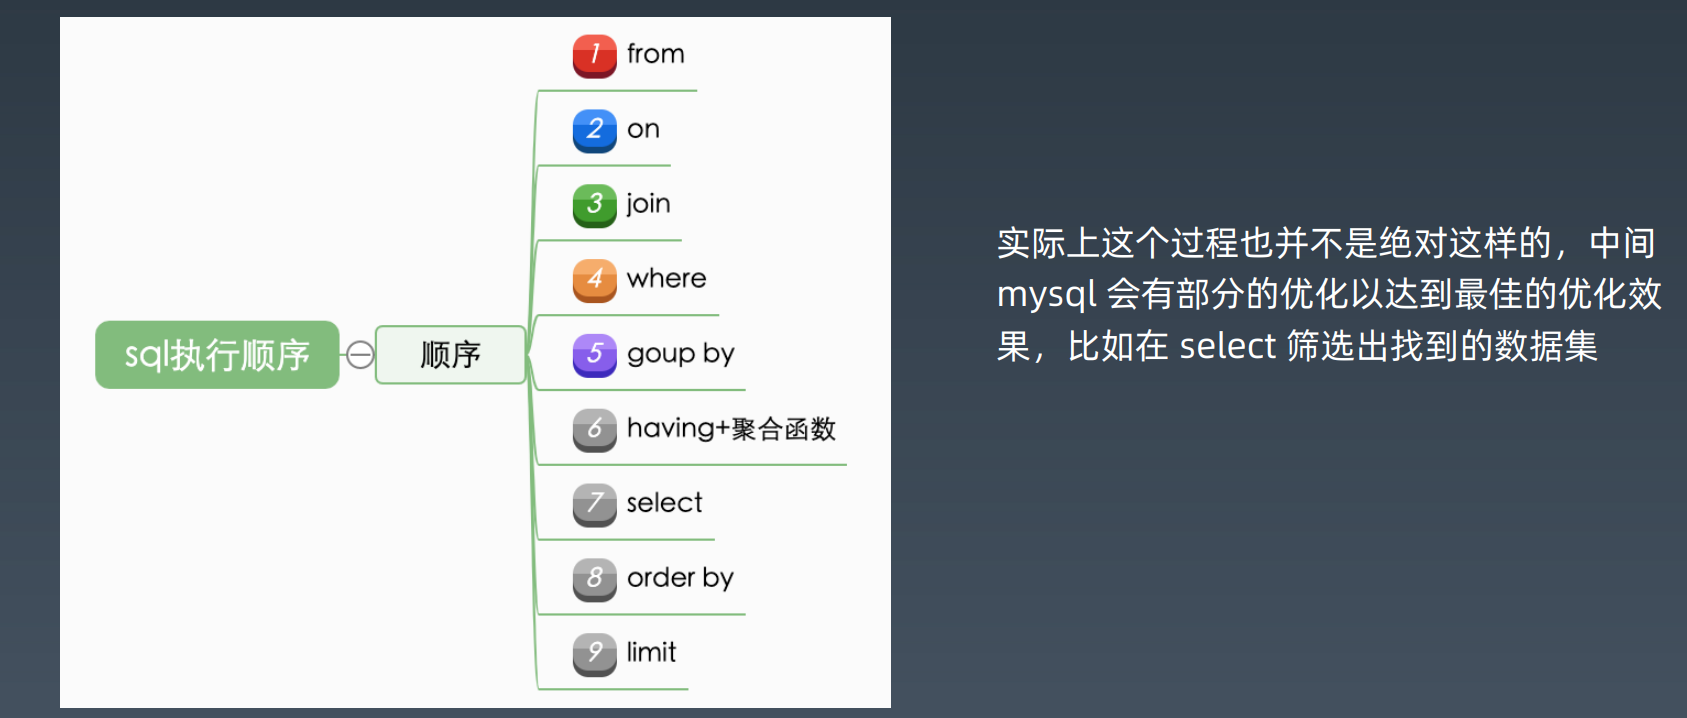 sql执行顺序
顺序
1 from
2 on
3 join
4 where
5 goup by
6 having+聚合函数
7 select
8 order by
9 limit
实际上这个过程也并不是绝对这样的，中间
mysql 会有部分的优化以达到最佳的优化效
果，比如在 select 筛选出找到的数据集